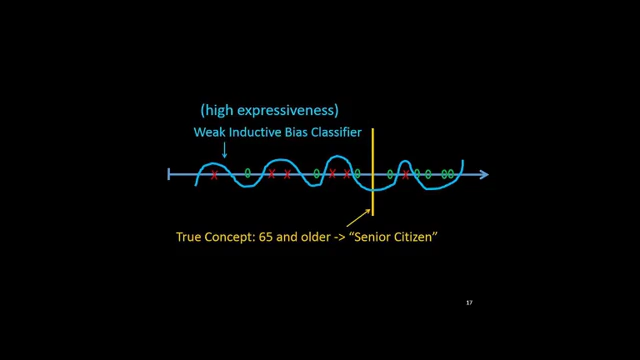 (high expressiveness)
Weak Inductive Bias Classifier
True Concept: 65 and older -> “Senior Citizen”
17